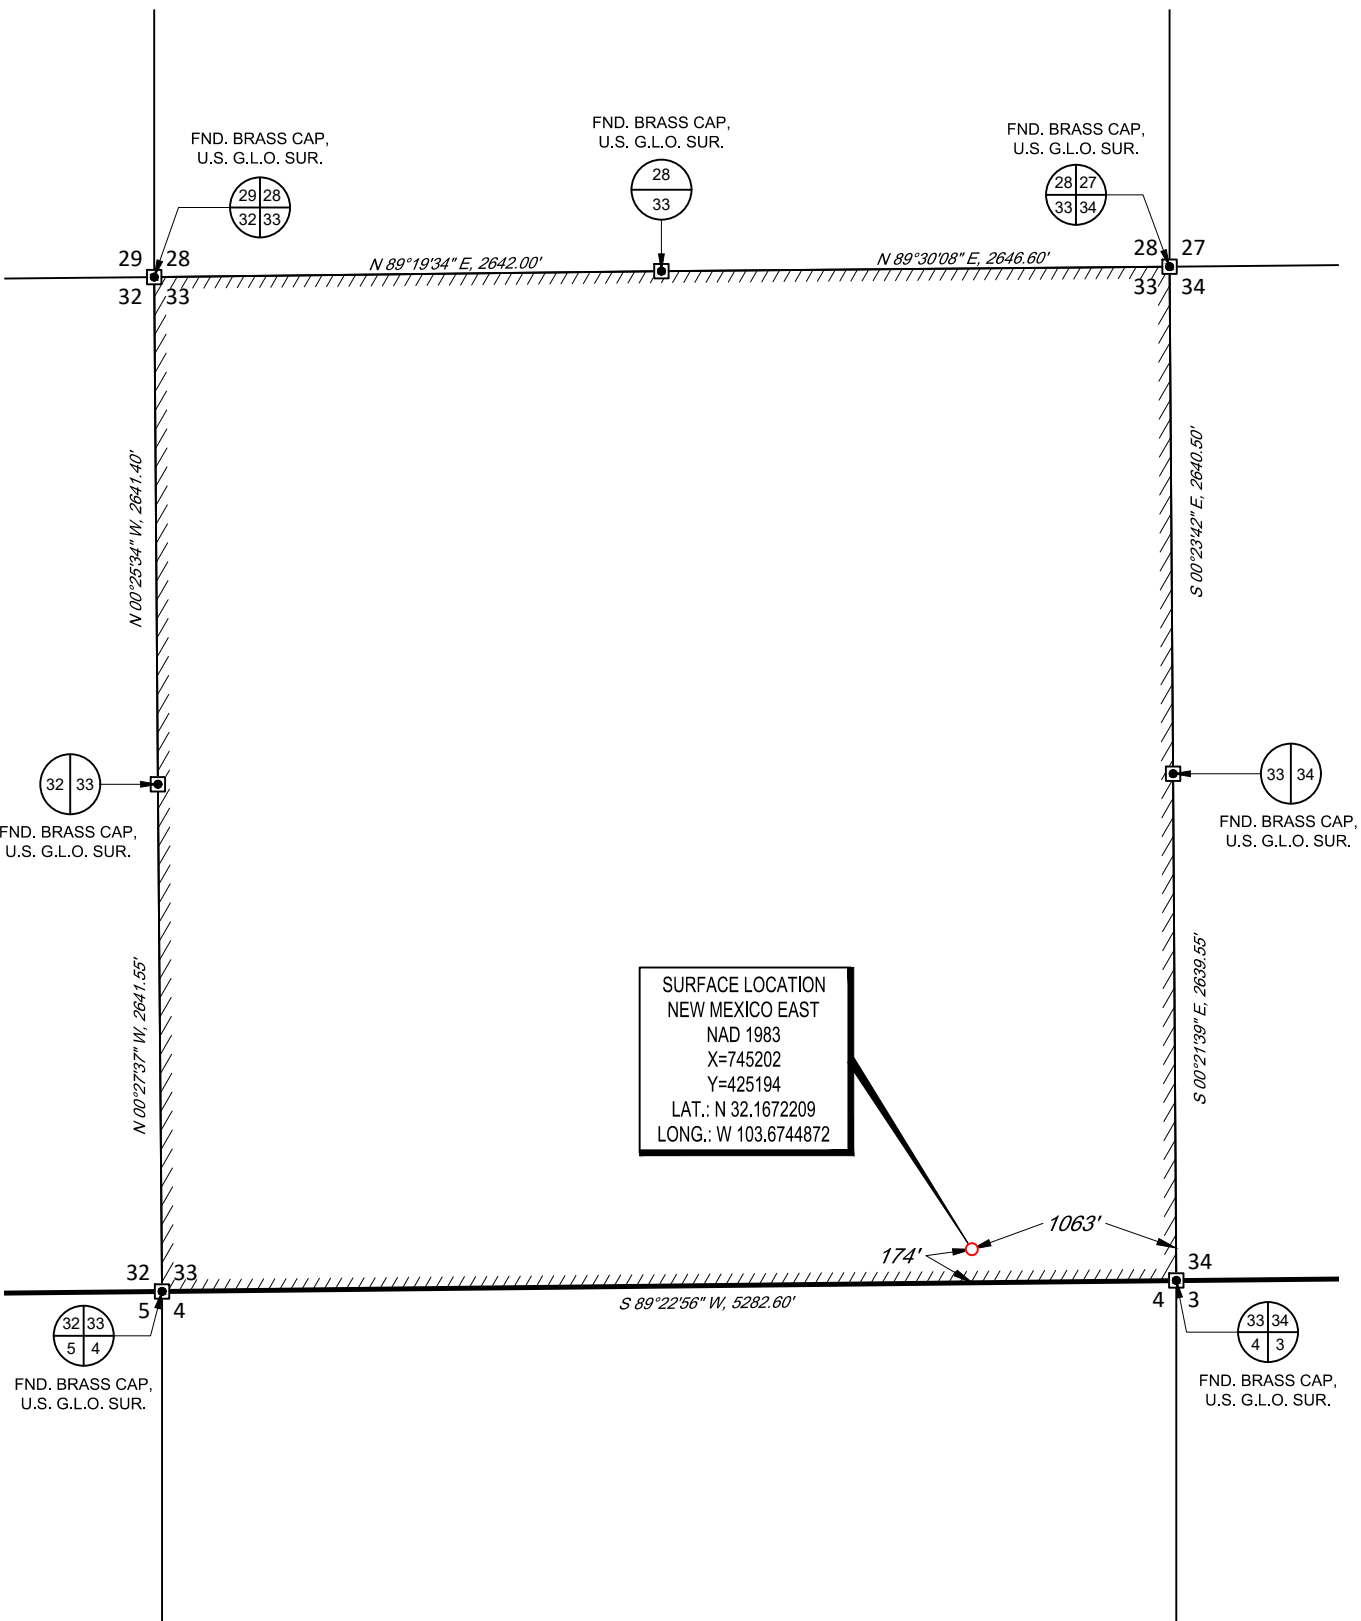 FND. BRASS CAP,
U.S. G.L.O. SUR.
29 28
32 33
FND. BRASS CAP,
U.S. G.L.O. SUR.
28
33
FND. BRASS CAP,
U.S. G.L.O. SUR.
28 27
33 34
29 28
32 33
N 89°19'34" E, 2642.00'
N 89°30'08" E, 2646.60'
28 27
33 34
N 00°25'34" W, 2641.40'
S 00°23'42" E, 2640.50'
32 33
FND. BRASS CAP,
U.S. G.L.O. SUR.
33 34
FND. BRASS CAP,
U.S. G.L.O. SUR.
N 00°27'37" W, 2641.55'
S 00°21'39" E, 2639.55'
SURFACE LOCATION
NEW MEXICO EAST
NAD 1983
X=745202
Y=425194
LAT.: N 32.1672209
LONG.: W 103.6744872
1063'
174'
32 33
5 4
34
4 3
S 89°22'56" W, 5282.60'
32 33
5 4
FND. BRASS CAP,
U.S. G.L.O. SUR.
33 34
4 3
FND. BRASS CAP,
U.S. G.L.O. SUR.